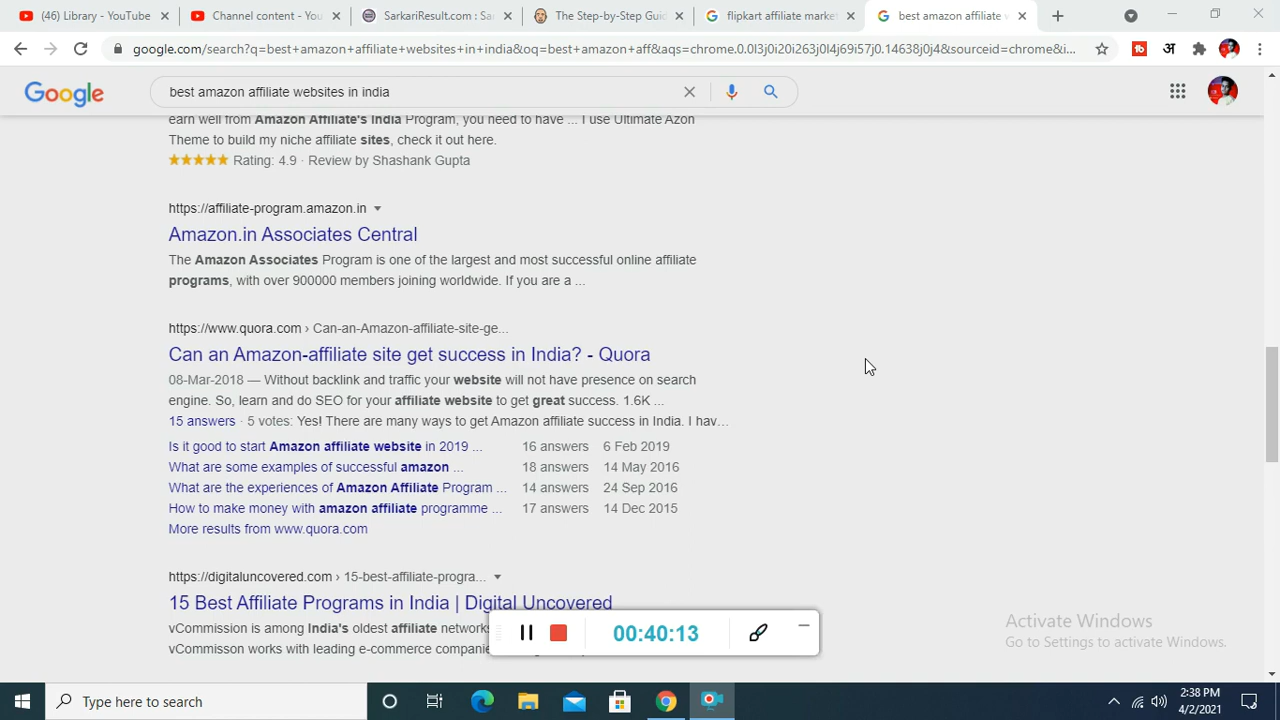 (46) Library - YouTube
Channel content - You
SarkariResult.com : Sar
The Step-by-Step Guid
flipkart affiliate market
best amazon affiliate w
google.com/search?q=best+amazon+affiliate+websites+in+india&oq=best+amazon+aff&aqs=chrome.0.0l3j0i20i263j0l4j69i57j0.14638j0j4&sourceid=chrome&i...
अ
Google
best amazon affiliate websites in india
earn well from Amazon Affiliate's India Program, you need to have ... I use Ultimate Azon
Theme to build my niche affiliate sites, check it out here.
Rating: 4.9 · Review by Shashank Gupta
https://affiliate-program.amazon.in
Amazon.in Associates Central
The Amazon Associates Program is one of the largest and most successful online affiliate
programs, with over 900000 members joining worldwide. If you are a ...
https://www.quora.com › Can-an-Amazon-affiliate-site-ge...
Can an Amazon-affiliate site get success in India? - Quora
08-Mar-2018 — Without backlink and traffic your website will not have presence on search
engine. So, learn and do SEO for your affiliate website to get great success. 1.6K ...
15 answers · 5 votes: Yes! There are many ways to get Amazon affiliate success in India. I hav...
Is it good to start Amazon affiliate website in 2019 ... 16 answers 6 Feb 2019
What are some examples of successful amazon ... 18 answers 14 May 2016
What are the experiences of Amazon Affiliate Program ... 14 answers 24 Sep 2016
How to make money with amazon affiliate programme ... 17 answers 14 Dec 2015
More results from www.quora.com
https://digitaluncovered.com › 15-best-affiliate-progra...
15 Best Affiliate Programs in India | Digital Uncovered
vCommission is among India's oldest affiliate networks
vCommisson works with leading e-commerce companie
00:40:13
Activate Windows
Go to Settings to activate Windows.
Type here to search
2:38 PM
4/2/2021